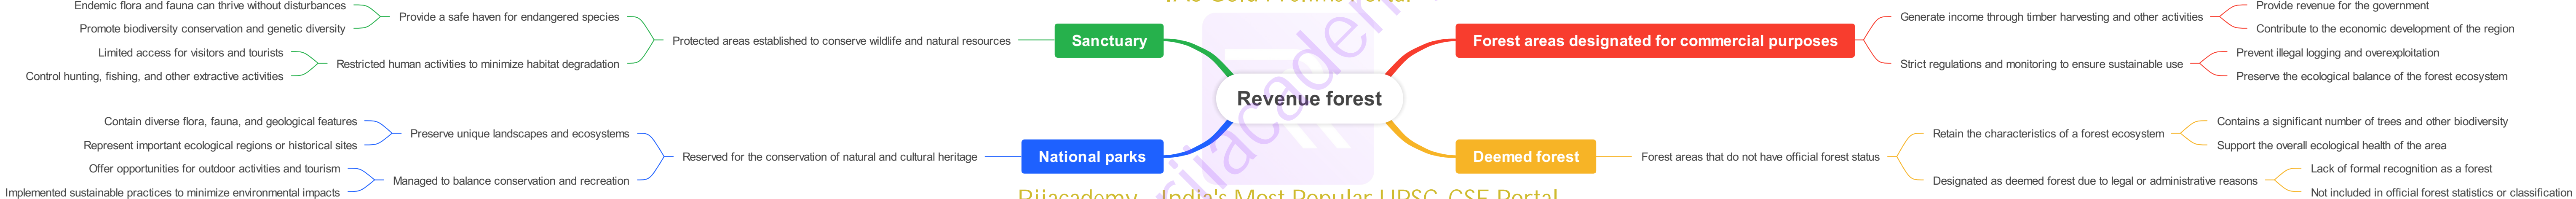 IAS Gold Prelims Portal
Revenue forest
Forest areas designated for commercial purposes
Generate income through timber harvesting and other activities
Provide revenue for the government
Contribute to the economic development of the region
Strict regulations and monitoring to ensure sustainable use
Prevent illegal logging and overexploitation
Preserve the ecological balance of the forest ecosystem
Deemed forest
Forest areas that do not have official forest status
Retain the characteristics of a forest ecosystem
Contains a significant number of trees and other biodiversity
Support the overall ecological health of the area
Designated as deemed forest due to legal or administrative reasons
Lack of formal recognition as a forest
Not included in official forest statistics or classification
Sanctuary
Protected areas established to conserve wildlife and natural resources
Provide a safe haven for endangered species
Endemic flora and fauna can thrive without disturbances
Promote biodiversity conservation and genetic diversity
Restricted human activities to minimize habitat degradation
Limited access for visitors and tourists
Control hunting, fishing, and other extractive activities
National parks
Reserved for the conservation of natural and cultural heritage
Preserve unique landscapes and ecosystems
Contain diverse flora, fauna, and geological features
Represent important ecological regions or historical sites
Managed to balance conservation and recreation
Offer opportunities for outdoor activities and tourism
Implemented sustainable practices to minimize environmental impacts
India's Most Popular UPSC CSE Portal